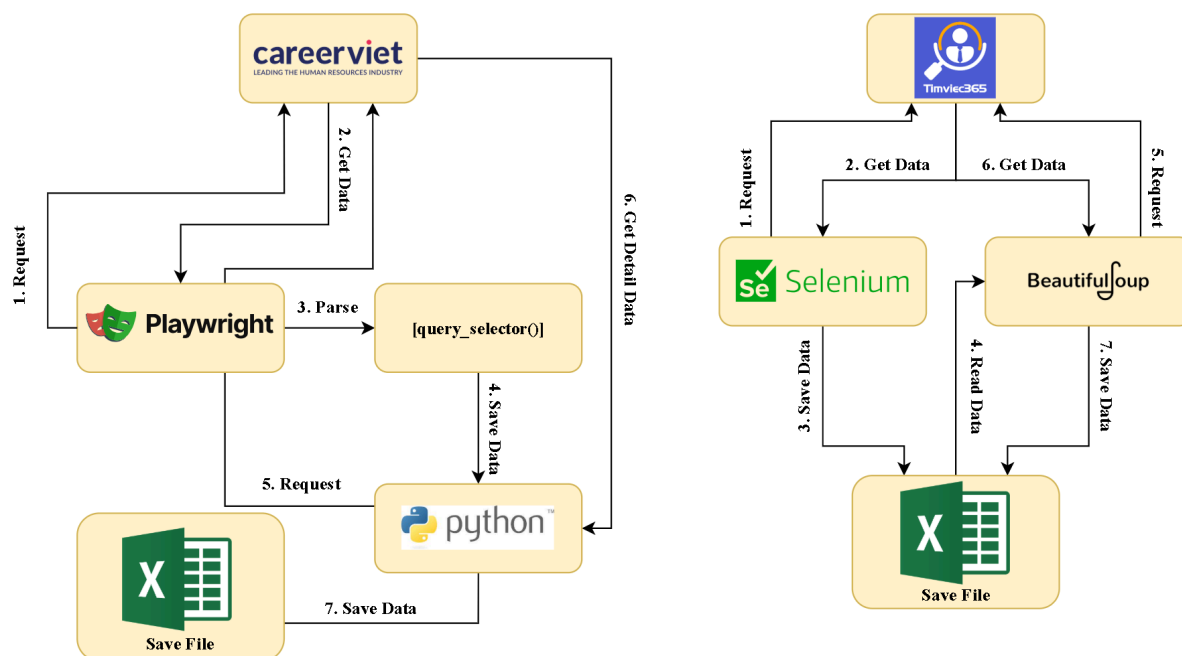 careerviet
LEADING THE HUMAN RESOURCES INDUSTRY
1. Request
2. Get Data
Playwright
3. Parse
[query_selector()]
4. Save Data
5. Request
python™
6. Get Detail Data
7. Save Data
X
Save File
Timviec365
1. Request
2. Get Data
6. Get Data
5. Request
Se Selenium
BeautifulSoup
3. Save Data
4. Read Data
7. Save Data
X
Save File